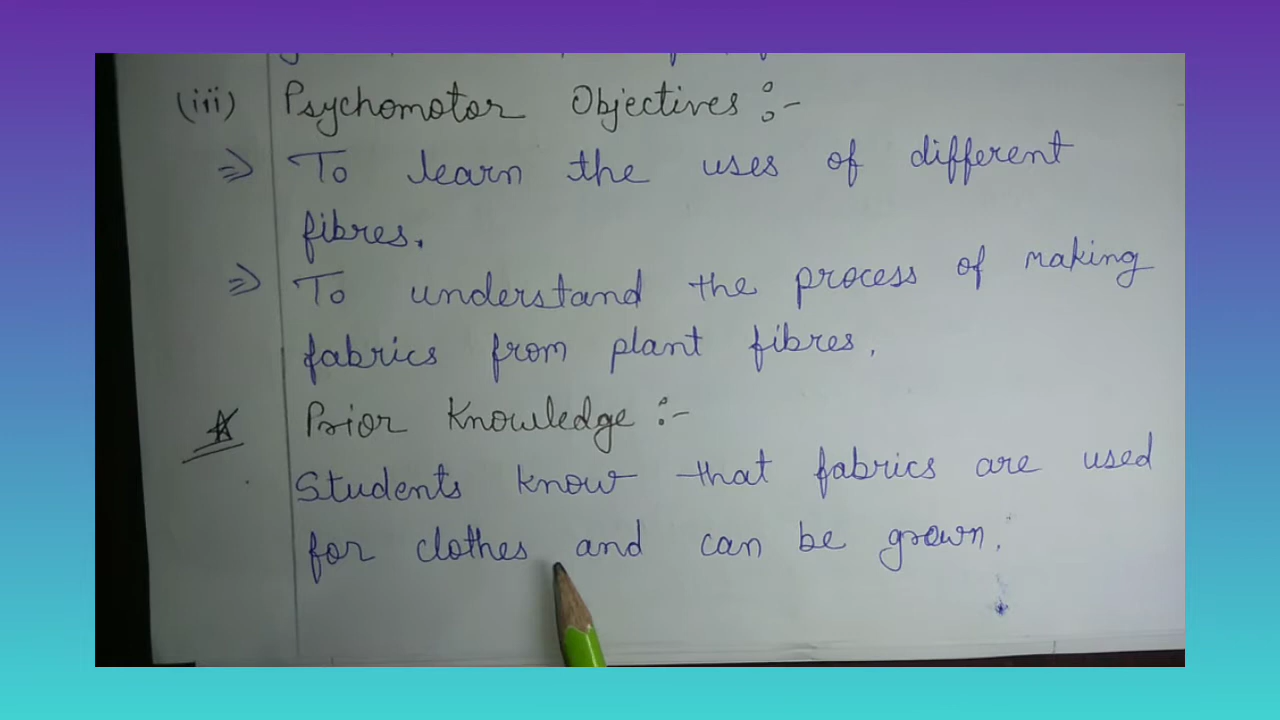 (iii) Psychomotor Objectives :-
⇒ To learn the uses of different
fibres.
⇒ To understand the process of making
fabrics from plant fibres.
☆ Prior Knowledge :-
Students know that fabrics are used
for clothes and can be grown.